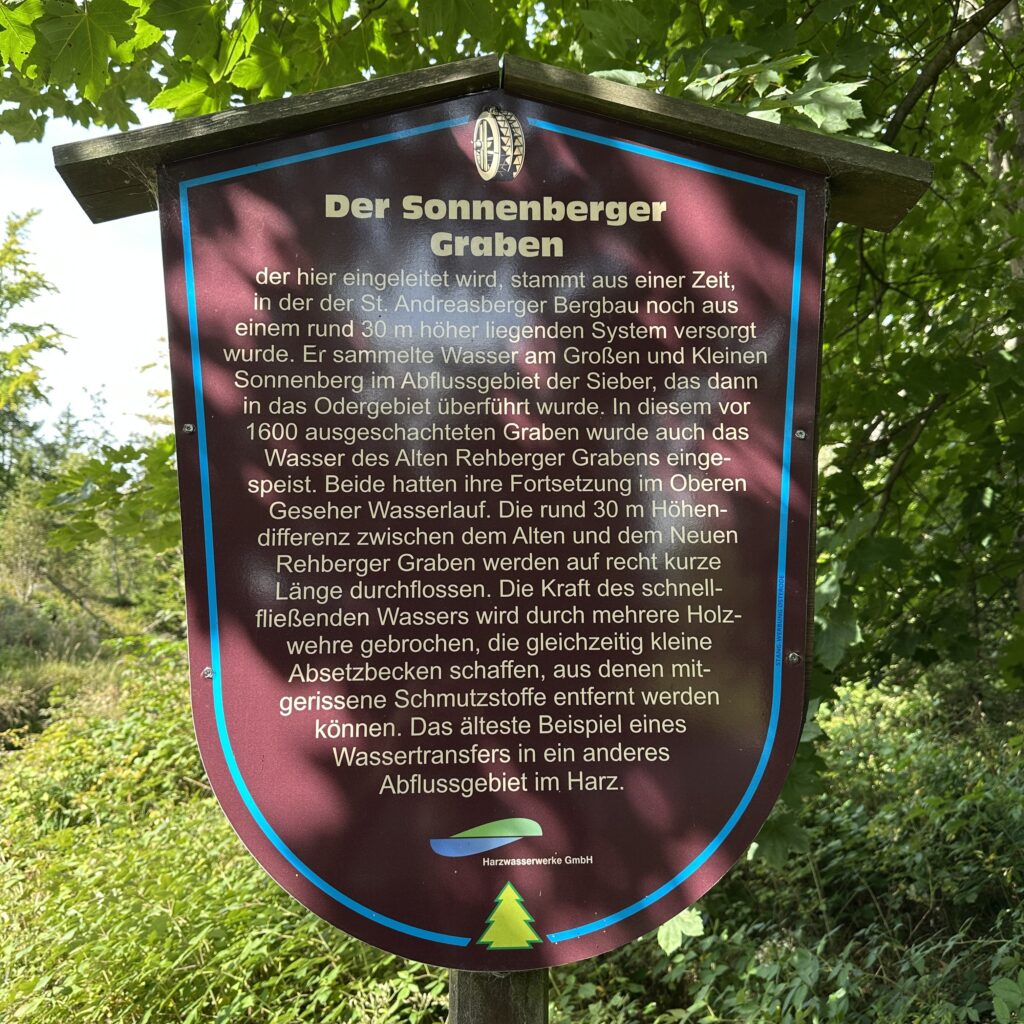 Der Sonnenberger
Graben
der hier eingeleitet wird, stammt aus einer Zeit,
in der der St. Andreasberger Bergbau noch aus
einem rund 30 m höher liegenden System versorgt
wurde. Er sammelte Wasser am Großen und Kleinen
Sonnenberg im Abflussgebiet der Sieber, das dann
in das Odergebiet überführt wurde. In diesem vor
1600 ausgeschachteten Graben wurde auch das
Wasser des Alten Rehberger Grabens einge-
speist. Beide hatten ihre Fortsetzung im Oberen
Geseher Wasserlauf. Die rund 30 m Höhen-
differenz zwischen dem Alten und dem Neuen
Rehberger Graben werden auf recht kurze
Länge durchflossen. Die Kraft des schnell-
fließenden Wassers wird durch mehrere Holz-
wehre gebrochen, die gleichzeitig kleine
Absetzbecken schaffen, aus denen mit-
gerissene Schmutzstoffe entfernt werden
können. Das älteste Beispiel eines
Wassertransfers in ein anderes
Abflussgebiet im Harz.
Harzwasserwerke GmbH
STANG-WERBUNG OSTERODE